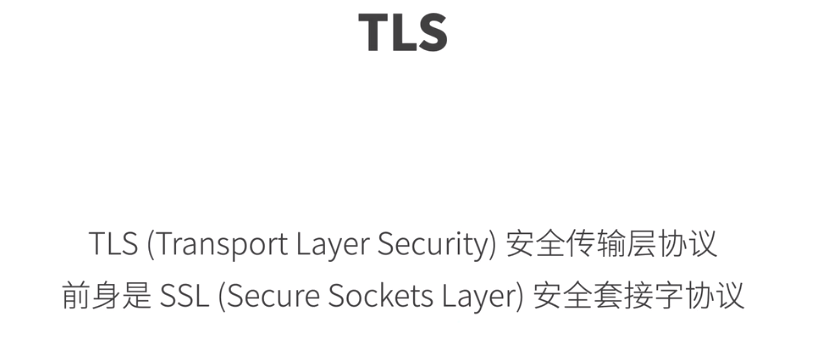 TLS
TLS (Transport Layer Security) 安全传输层协议
前身是 SSL (Secure Sockets Layer) 安全套接字协议